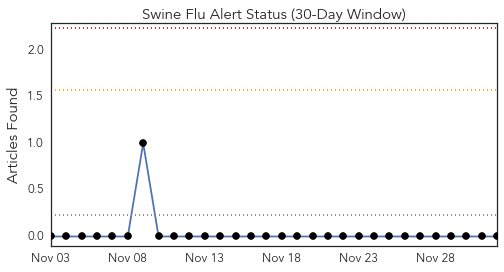 Swine Flu Alert Status (30-Day Window)
Articles Found
2.0
1.5
1.0
0.5
0.0
Nov 03 Nov 08 Nov 13 Nov 18 Nov 23 Nov 28